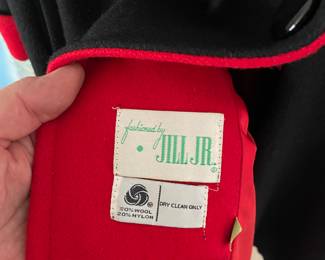 fashioned by
JILL JR.®
DRY CLEAN ONLY
80% WOOL
20% NYLON